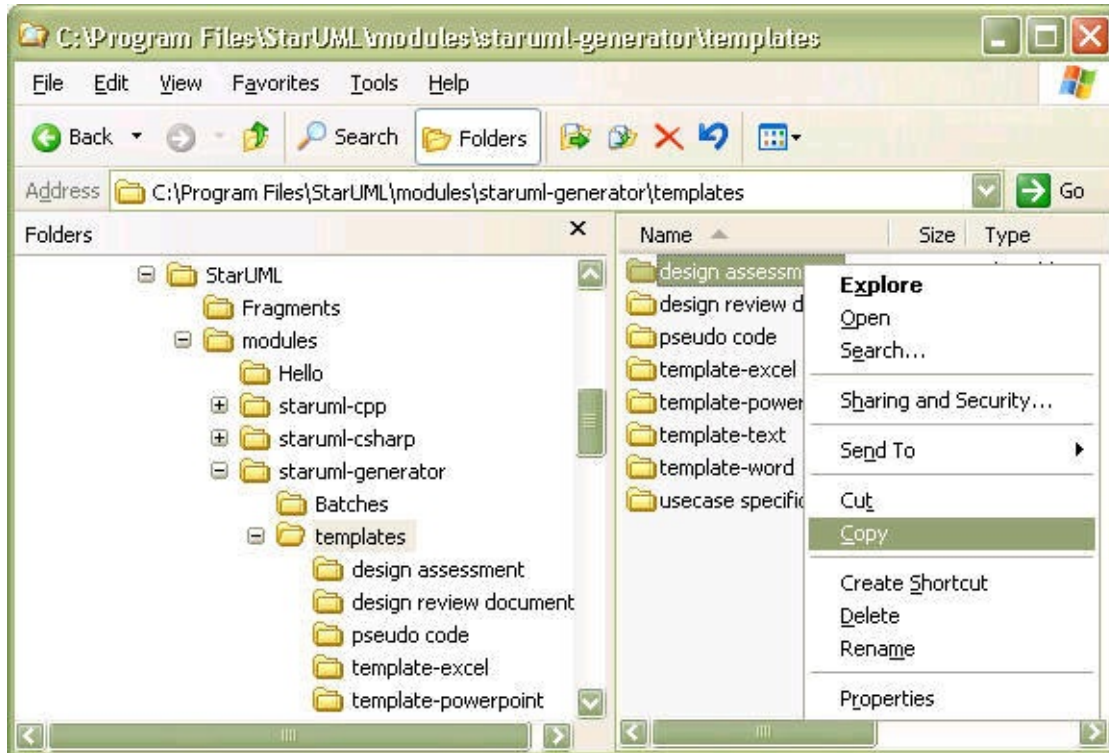 C:\Program Files\StarUML\modules\staruml-generator\templates
File Edit View Favorites Tools Help
Back Search Folders
Address C:\Program Files\StarUML\modules\staruml-generator\templates Go
Folders
StarUML
Fragments
modules
Hello
staruml-cpp
staruml-csharp
staruml-generator
Batches
templates
design assessment
design review document
pseudo code
template-excel
template-powerpoint
Name Size Type
design assessm
design review d
pseudo code
template-excel
template-power
template-text
template-word
usecase specific
Explore
Open
Search...
Sharing and Security...
Send To
Cut
Copy
Create Shortcut
Delete
Rename
Properties